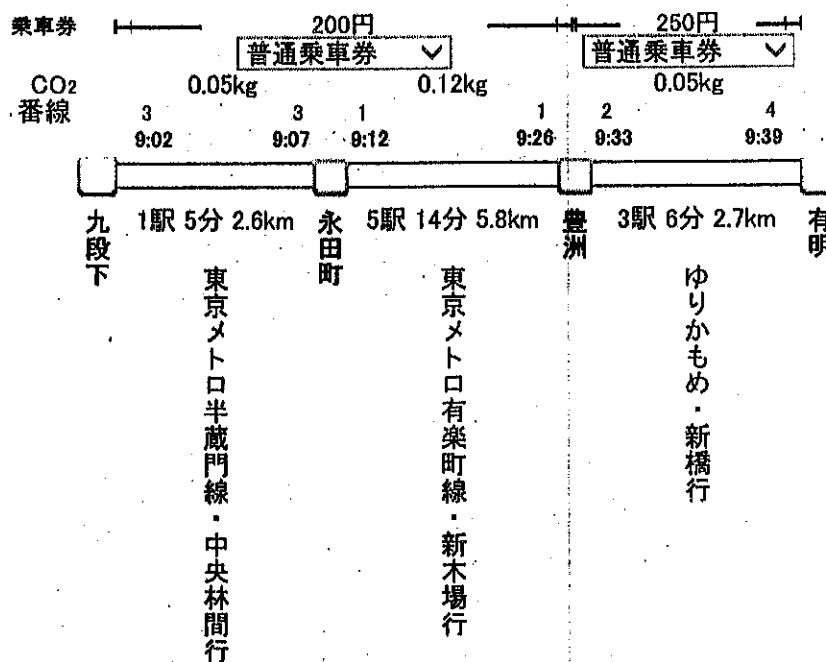 乗車券 200円 250円
普通乗車券 普通乗車券
CO2 0.05kg 0.12kg 0.05kg
番線 3 3 1 1 2 4
9:02 9:07 9:12 9:26 9:33 9:39
九段下 1駅 5分 2.6km 永田町 5駅 14分 5.8km 豊洲 3駅 6分 2.7km 有明
東京メトロ半蔵門線・中央林間行
東京メトロ有楽町線・新木場行
ゆりかもめ・新橋行